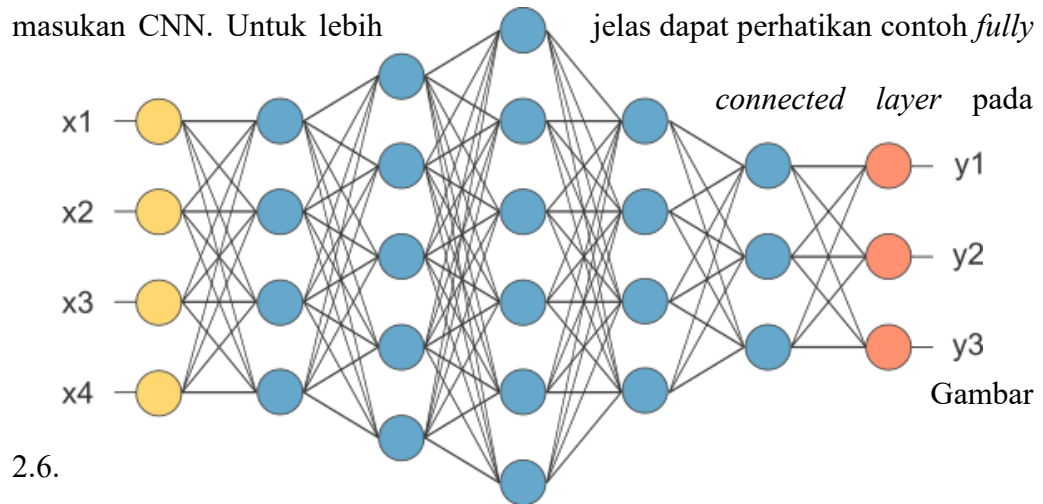 masukan CNN. Untuk lebih jelas dapat perhatikan contoh fully
connected layer pada
x1
y1
x2
y2
x3
y3
x4
Gambar
2.6.